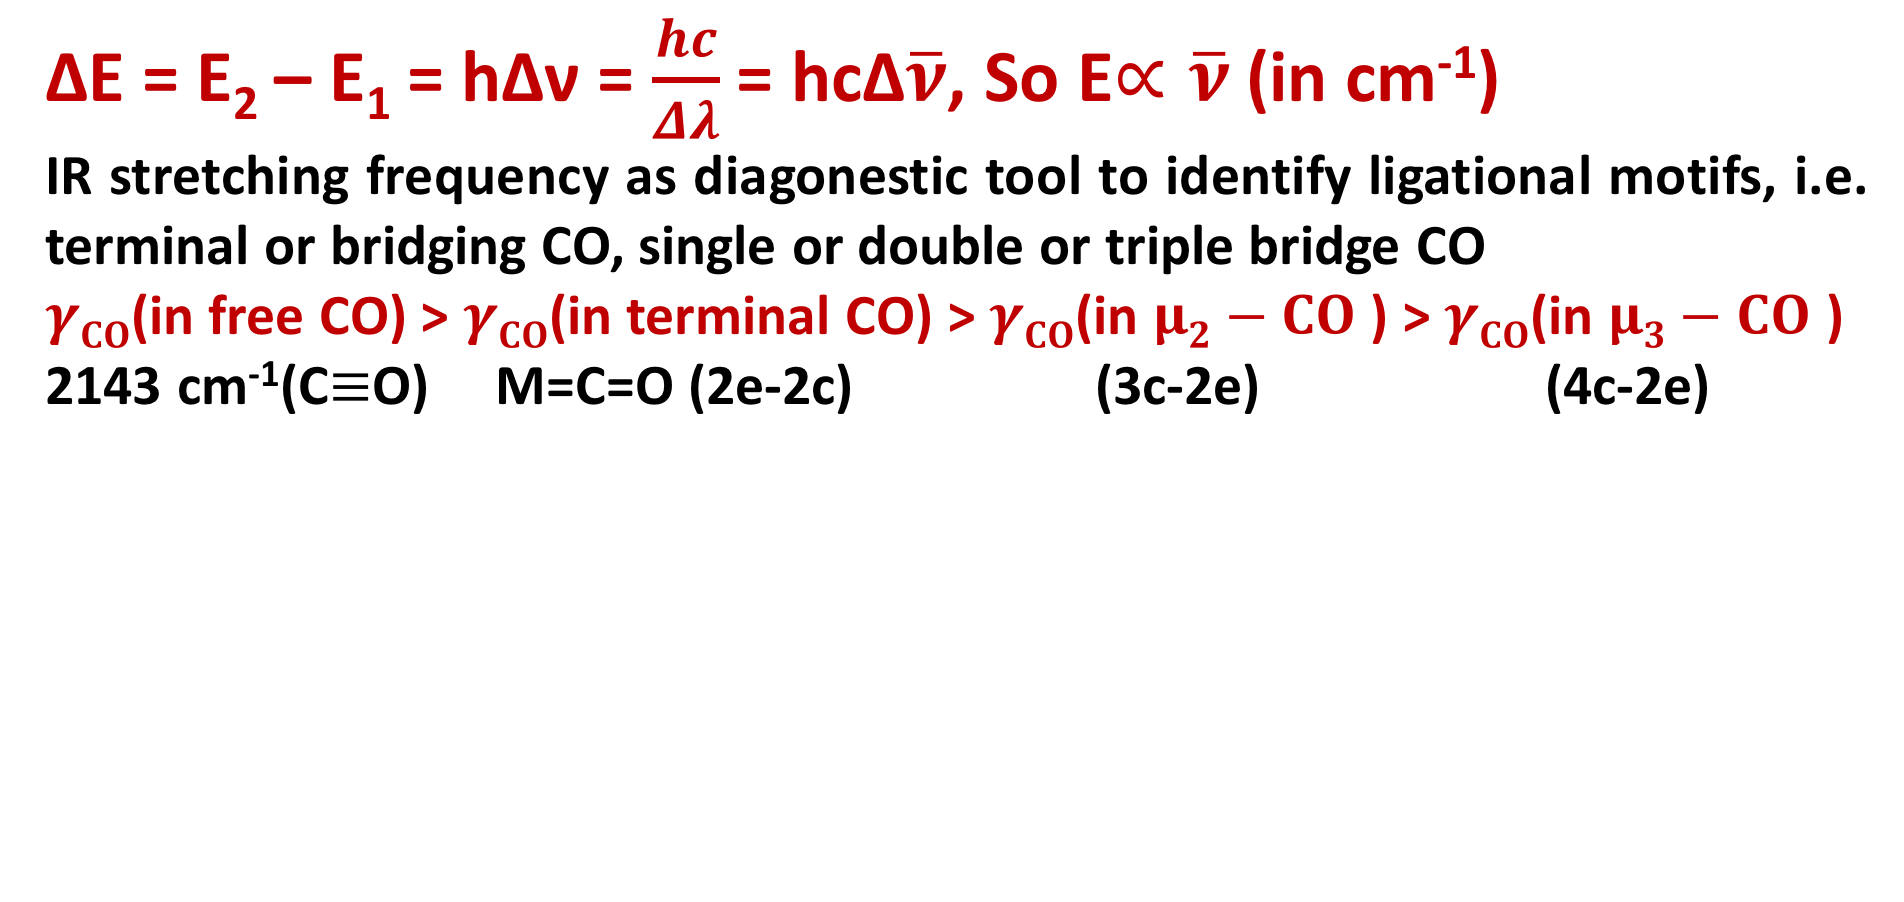 ΔE = E₂ – E₁ = hΔν = hc/Δλ = hcΔν̅, So E∝ ν̅ (in cm⁻¹)
IR stretching frequency as diagonestic tool to identify ligational motifs, i.e.
terminal or bridging CO, single or double or triple bridge CO
γCO(in free CO) > γCO(in terminal CO) > γCO(in μ₂ − CO ) > γCO(in μ₃ − CO )
2143 cm⁻¹(C≡O) M=C=O (2e-2c) (3c-2e) (4c-2e)